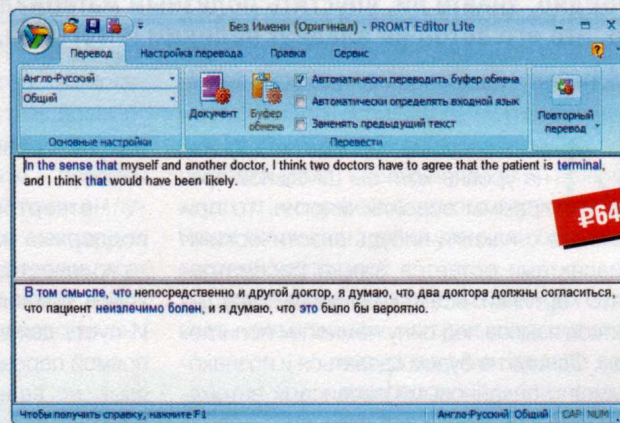 Без Имени (Оригинал) - PROMT Editor Lite
Перевод Настройка перевода Правка Сервис
Англо-Русский
Общий
Основные настройки
Документ
Буфер обмена
Автоматически переводить буфер обмена
Автоматически определять входной язык
Заменять предыдущий текст
Перевести
Повторный перевод
In the sense that myself and another doctor, I think two doctors have to agree that the patient is terminal,
and I think that would have been likely.
В том смысле, что непосредственно и другой доктор, я думаю, что два доктора должны согласиться,
что пациент неизлечимо болен, и я думаю, что это было бы вероятно.
Чтобы получить справку, нажмите F1
Англо-Русский Общий CAP NUM